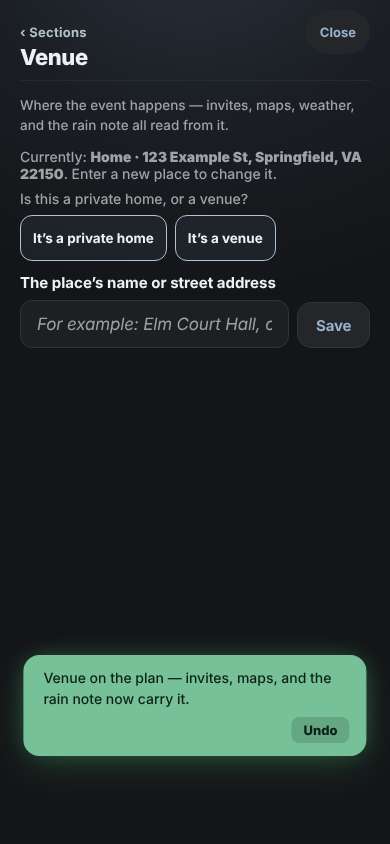 ‹ Sections
Close
Venue
Where the event happens — invites, maps, weather,
and the rain note all read from it.
Currently: Home · 123 Example St, Springfield, VA
22150. Enter a new place to change it.
Is this a private home, or a venue?
It’s a private home
It’s a venue
The place’s name or street address
For example: Elm Court Hall, c
Save
Venue on the plan — invites, maps, and the
rain note now carry it.
Undo